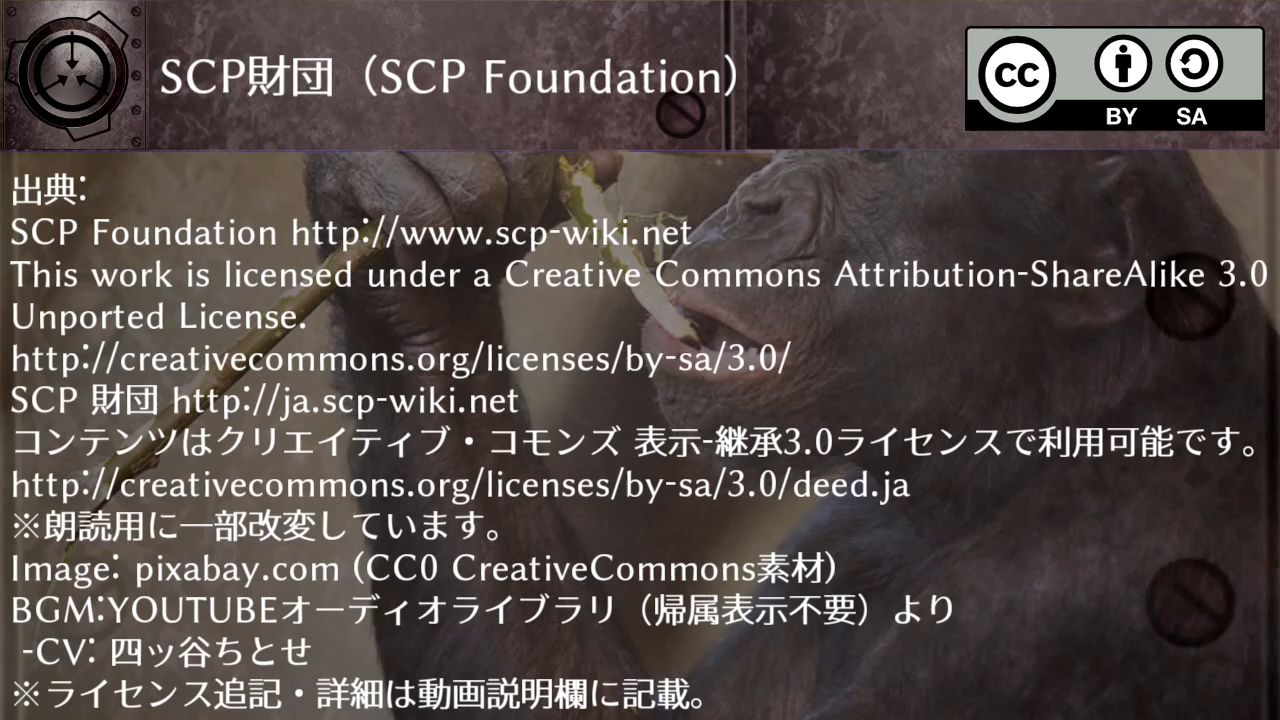 SCP財団（SCP Foundation）
CC BY SA
出典:
SCP Foundation http://www.scp-wiki.net
This work is licensed under a Creative Commons Attribution-ShareAlike 3.0
Unported License.
http://creativecommons.org/licenses/by-sa/3.0/
SCP 財団 http://ja.scp-wiki.net
コンテンツはクリエイティブ・コモンズ 表示-継承3.0ライセンスで利用可能です。
http://creativecommons.org/licenses/by-sa/3.0/deed.ja
※朗読用に一部改変しています。
Image: pixabay.com (CC0 CreativeCommons素材)
BGM:YOUTUBEオーディオライブラリ（帰属表示不要）より
-CV: 四ッ谷ちとせ
※ライセンス追記・詳細は動画説明欄に記載。